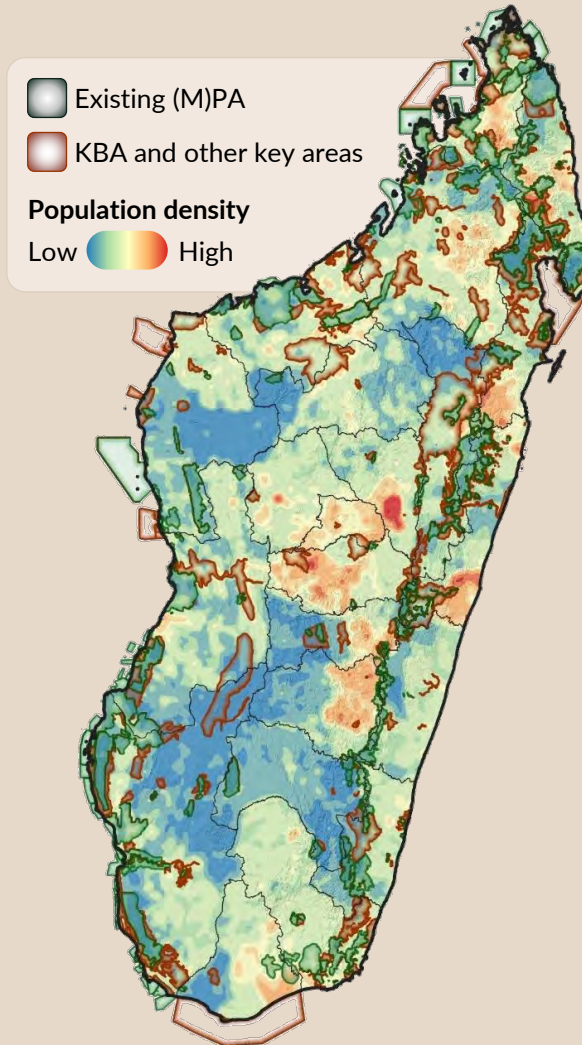 Existing (M)PA
KBA and other key areas
Population density
Low High